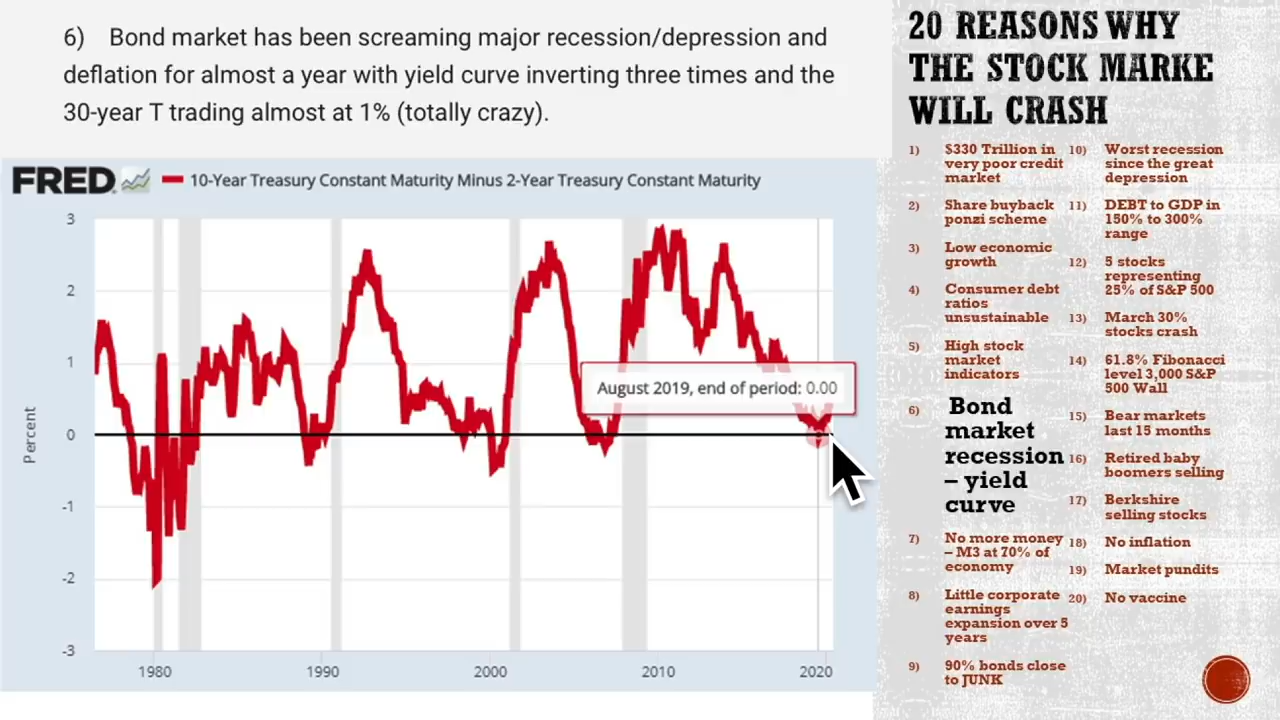 6) Bond market has been screaming major recession/depression and
deflation for almost a year with yield curve inverting three times and the
30-year T trading almost at 1% (totally crazy).
FRED
10-Year Treasury Constant Maturity Minus 2-Year Treasury Constant Maturity
Percent
3
2
1
0
-1
-2
-3
August 2019, end of period: 0.00
1980
1990
2000
2010
2020
20 REASONS WHY
THE STOCK MARKE
WILL CRASH
1) $330 Trillion in
very poor credit
market
2) Share buyback
ponzi scheme
3) Low economic
growth
4) Consumer debt
ratios
unsustainable
5) High stock
market
indicators
6) Bond
market
recession
– yield
curve
7) No more money
– M3 at 70% of
economy
8) Little corporate
earnings
expansion over 5
years
9) 90% bonds close
to JUNK
10) Worst recession
since the great
depression
11) DEBT to GDP in
150% to 300%
range
12) 5 stocks
representing
25% of S&P 500
13) March 30%
stocks crash
14) 61.8% Fibonacci
level 3,000 S&P
500 Wall
15) Bear markets
last 15 months
16) Retired baby
boomers selling
17) Berkshire
selling stocks
18) No inflation
19) Market pundits
20) No vaccine